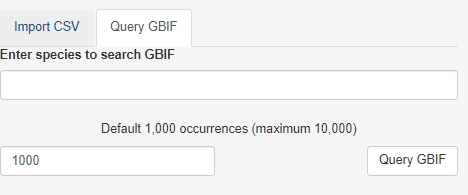 Import CSV Query GBIF
Enter species to search GBIF
Default 1,000 occurrences (maximum 10,000)
1000 Query GBIF